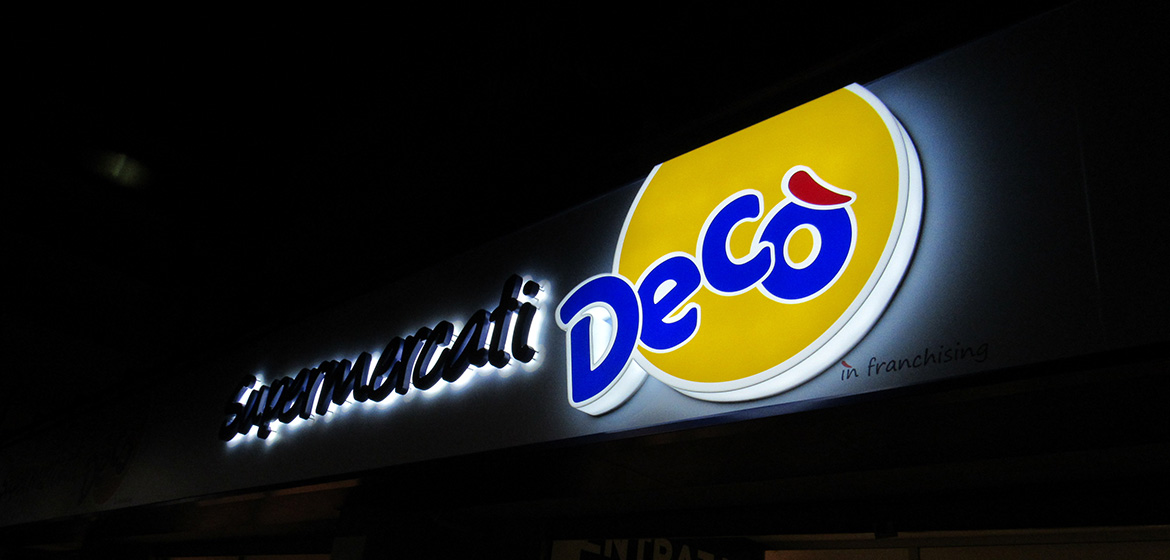 Supermercati Decò
in franchising